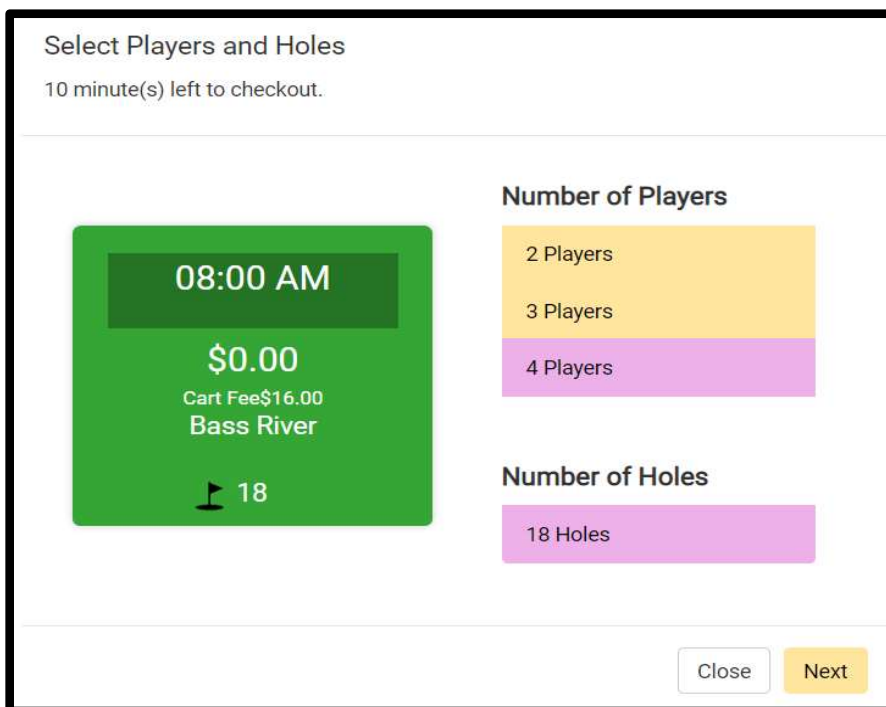 Select Players and Holes
10 minute(s) left to checkout.
08:00 AM
$0.00
Cart Fee$16.00
Bass River
18
Number of Players
2 Players
3 Players
4 Players
Number of Holes
18 Holes
Close
Next